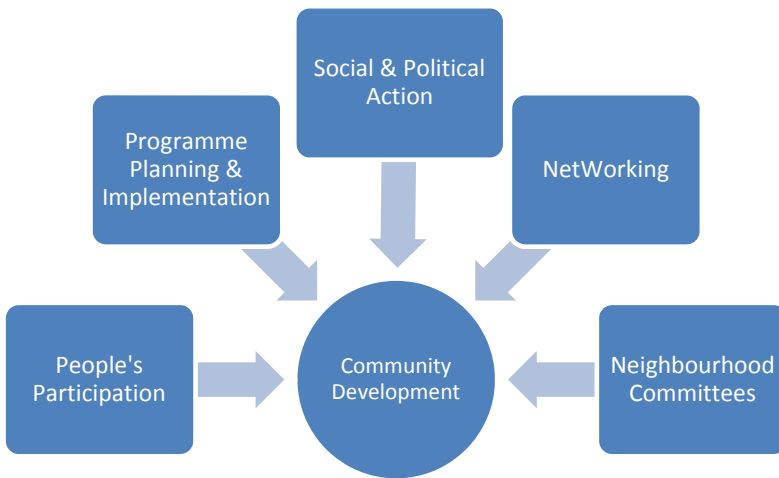 Social & Political
Action
Programme
Planning &
Implementation
NetWorking
People's
Participation
Community
Development
Neighbourhood
Committees